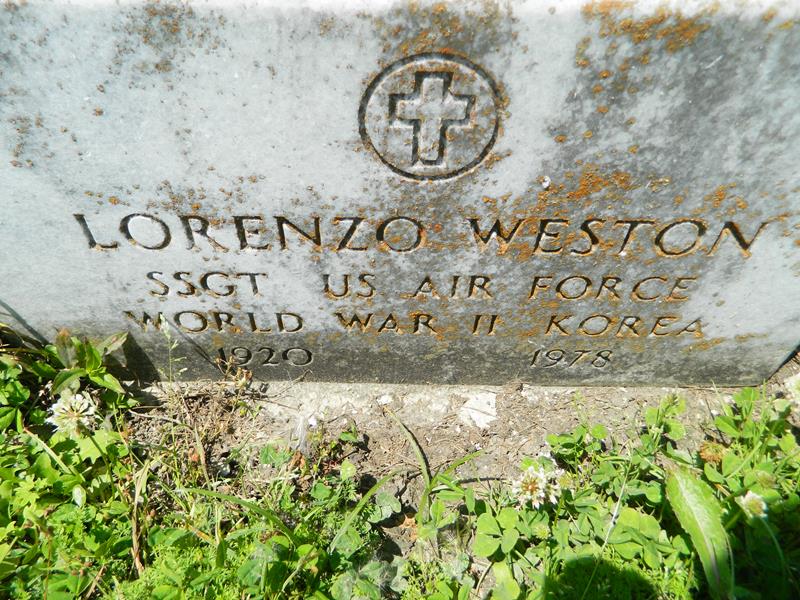 LORENZO WESTON
SSGT US AIR FORCE
WORLD WAR II KOREA
1920 1978